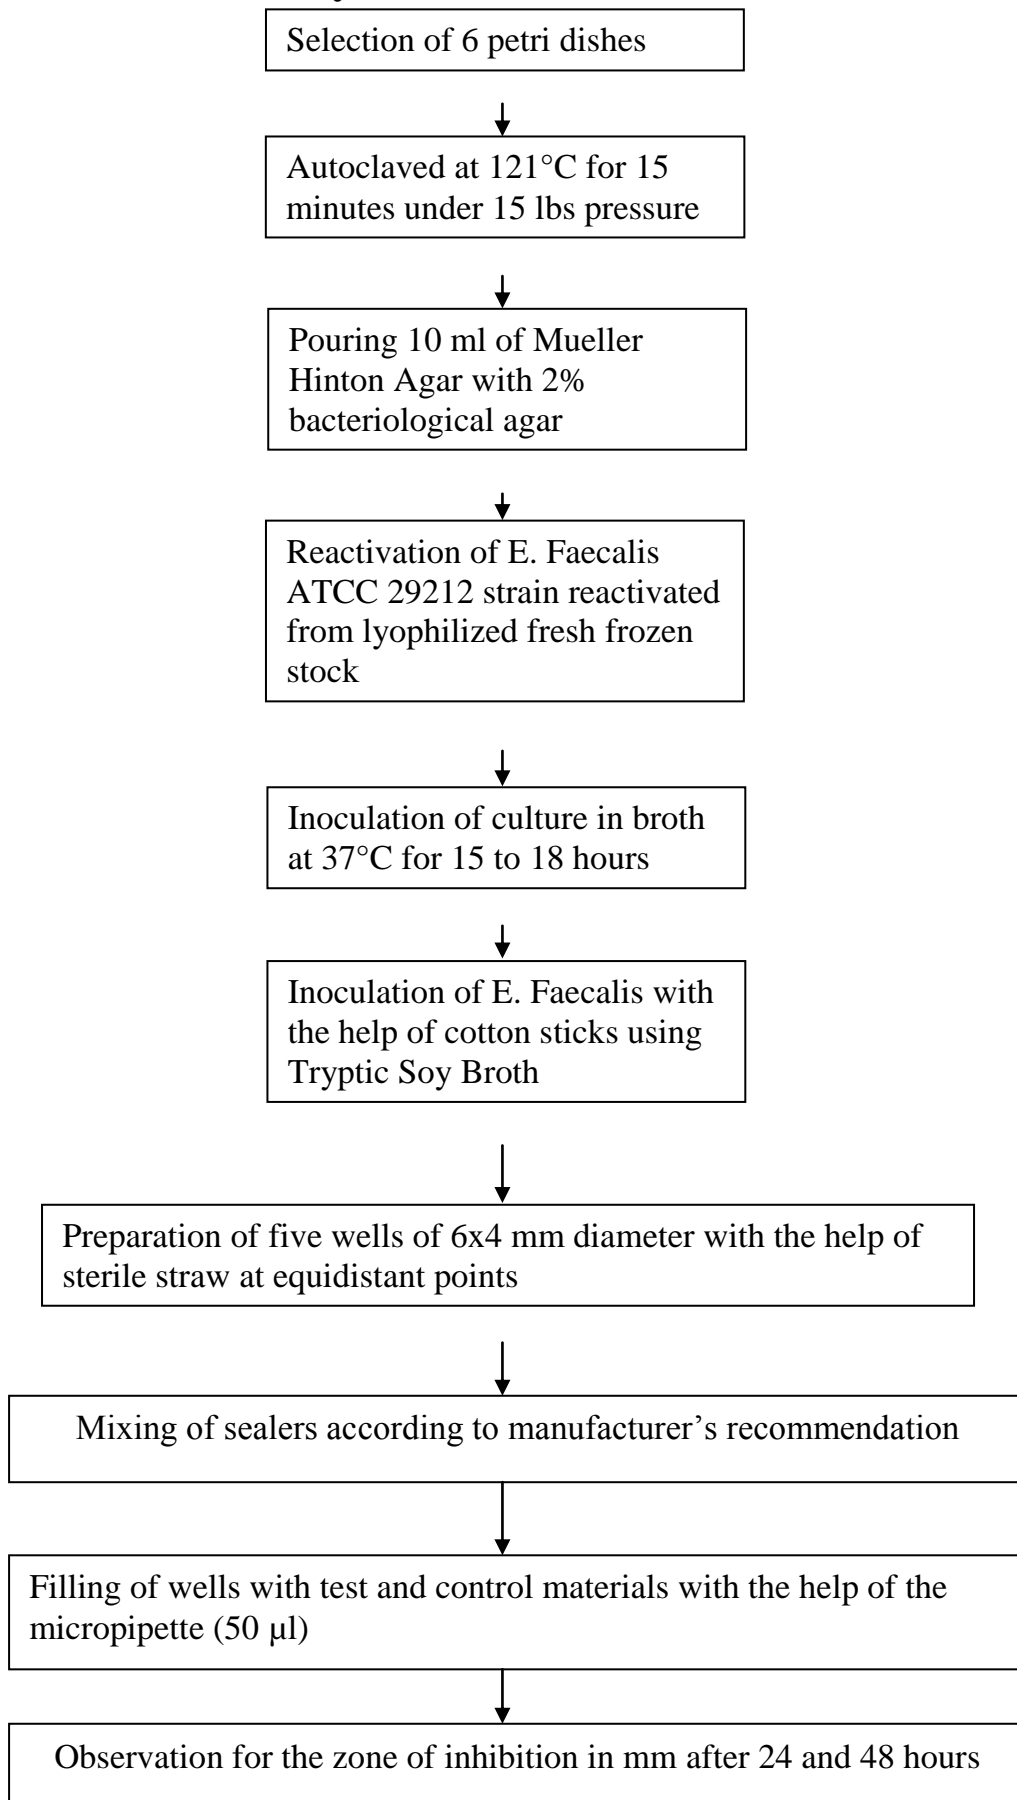 Selection of 6 petri dishes
Autoclaved at 121°C for 15
minutes under 15 lbs pressure
Pouring 10 ml of Mueller
Hinton Agar with 2%
bacteriological agar
Reactivation of E. Faecalis
ATCC 29212 strain reactivated
from lyophilized fresh frozen
stock
Inoculation of culture in broth
at 37°C for 15 to 18 hours
Inoculation of E. Faecalis with
the help of cotton sticks using
Tryptic Soy Broth
Preparation of five wells of 6x4 mm diameter with the help of
sterile straw at equidistant points
Mixing of sealers according to manufacturer’s recommendation
Filling of wells with test and control materials with the help of the
micropipette (50 µl)
Observation for the zone of inhibition in mm after 24 and 48 hours